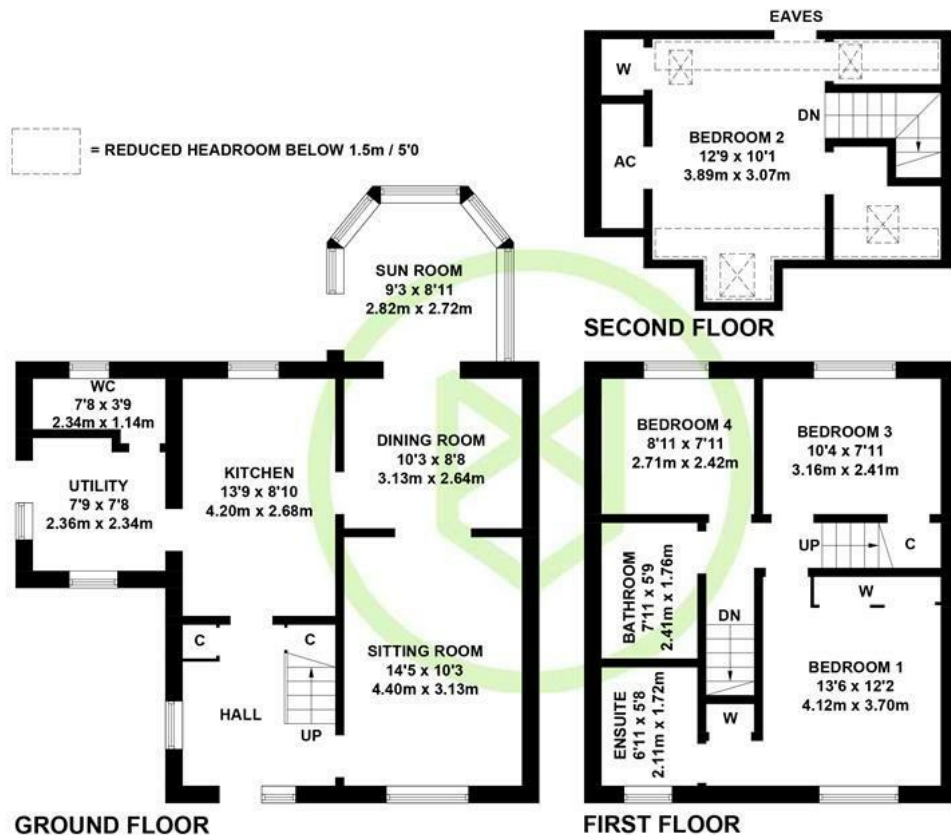 EAVES
W
DN
BEDROOM 2
12'9 x 10'1
3.89m x 3.07m
AC
SECOND FLOOR
= REDUCED HEADROOM BELOW 1.5m / 5'0
SUN ROOM
9'3 x 8'11
2.82m x 2.72m
WC
7'8 x 3'9
2.34m x 1.14m
UTILITY
7'9 x 7'8
2.36m x 2.34m
KITCHEN
13'9 x 8'10
4.20m x 2.68m
DINING ROOM
10'3 x 8'8
3.13m x 2.64m
C
C
SITTING ROOM
14'5 x 10'3
4.40m x 3.13m
HALL
UP
GROUND FLOOR
BEDROOM 4
8'11 x 7'11
2.71m x 2.42m
BEDROOM 3
10'4 x 7'11
3.16m x 2.41m
UP
C
W
BATHROOM
7'11 x 5'9
2.41m x 1.76m
DN
BEDROOM 1
13'6 x 12'2
4.12m x 3.70m
ENSUITE
6'11 x 5'8
2.11m x 1.72m
W
FIRST FLOOR